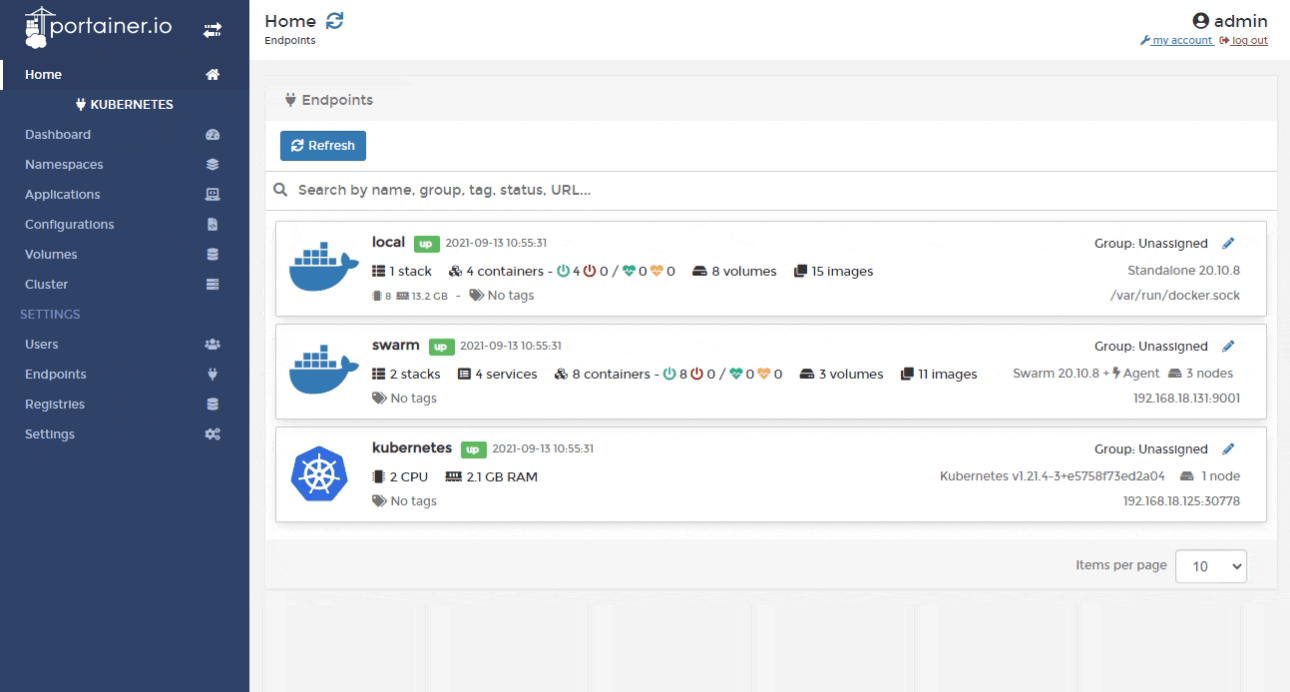 portainer.io
Home
KUBERNETES
Dashboard
Namespaces
Applications
Configurations
Volumes
Cluster
SETTINGS
Users
Endpoints
Registries
Settings
Home
Endpoints
admin
my account log out
Endpoints
Refresh
Search by name, group, tag, status, URL...
local up 2021-09-13 10:55:31 Group: Unassigned
1 stack 4 containers - 4 0 / 0 0 8 volumes 15 images Standalone 20.10.8
8 13.2 GB - No tags /var/run/docker.sock
swarm up 2021-09-13 10:55:31 Group: Unassigned
2 stacks 4 services 8 containers - 8 0 / 0 0 3 volumes 11 images Swarm 20.10.8 + Agent 3 nodes
No tags 192.168.18.131:9001
kubernetes up 2021-09-13 10:55:31 Group: Unassigned
2 CPU 2.1 GB RAM Kubernetes v1.21.4-3+e5758f73ed2a04 1 node
No tags 192.168.18.125:30778
Items per page 10